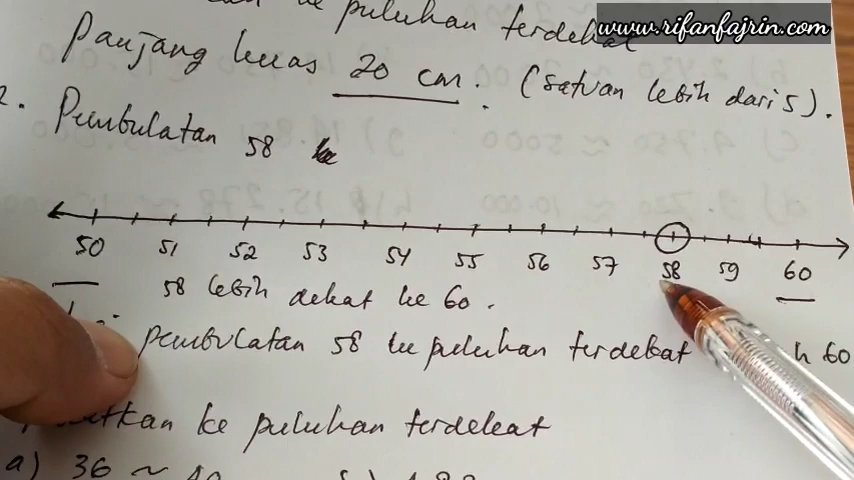 ke puluhan terdekat
www.rifanfajrin.com
Panjang kuas 20 cm. (satuan lebih dari 5).
2. Pembulatan 58 ke
50 51 52 53 54 55 56 57 58 59 60
58 lebih dekat ke 60.
pembulatan 58 ke puluhan terdekat h 60
ke puluhan terdekat
a) 36 ~ 40